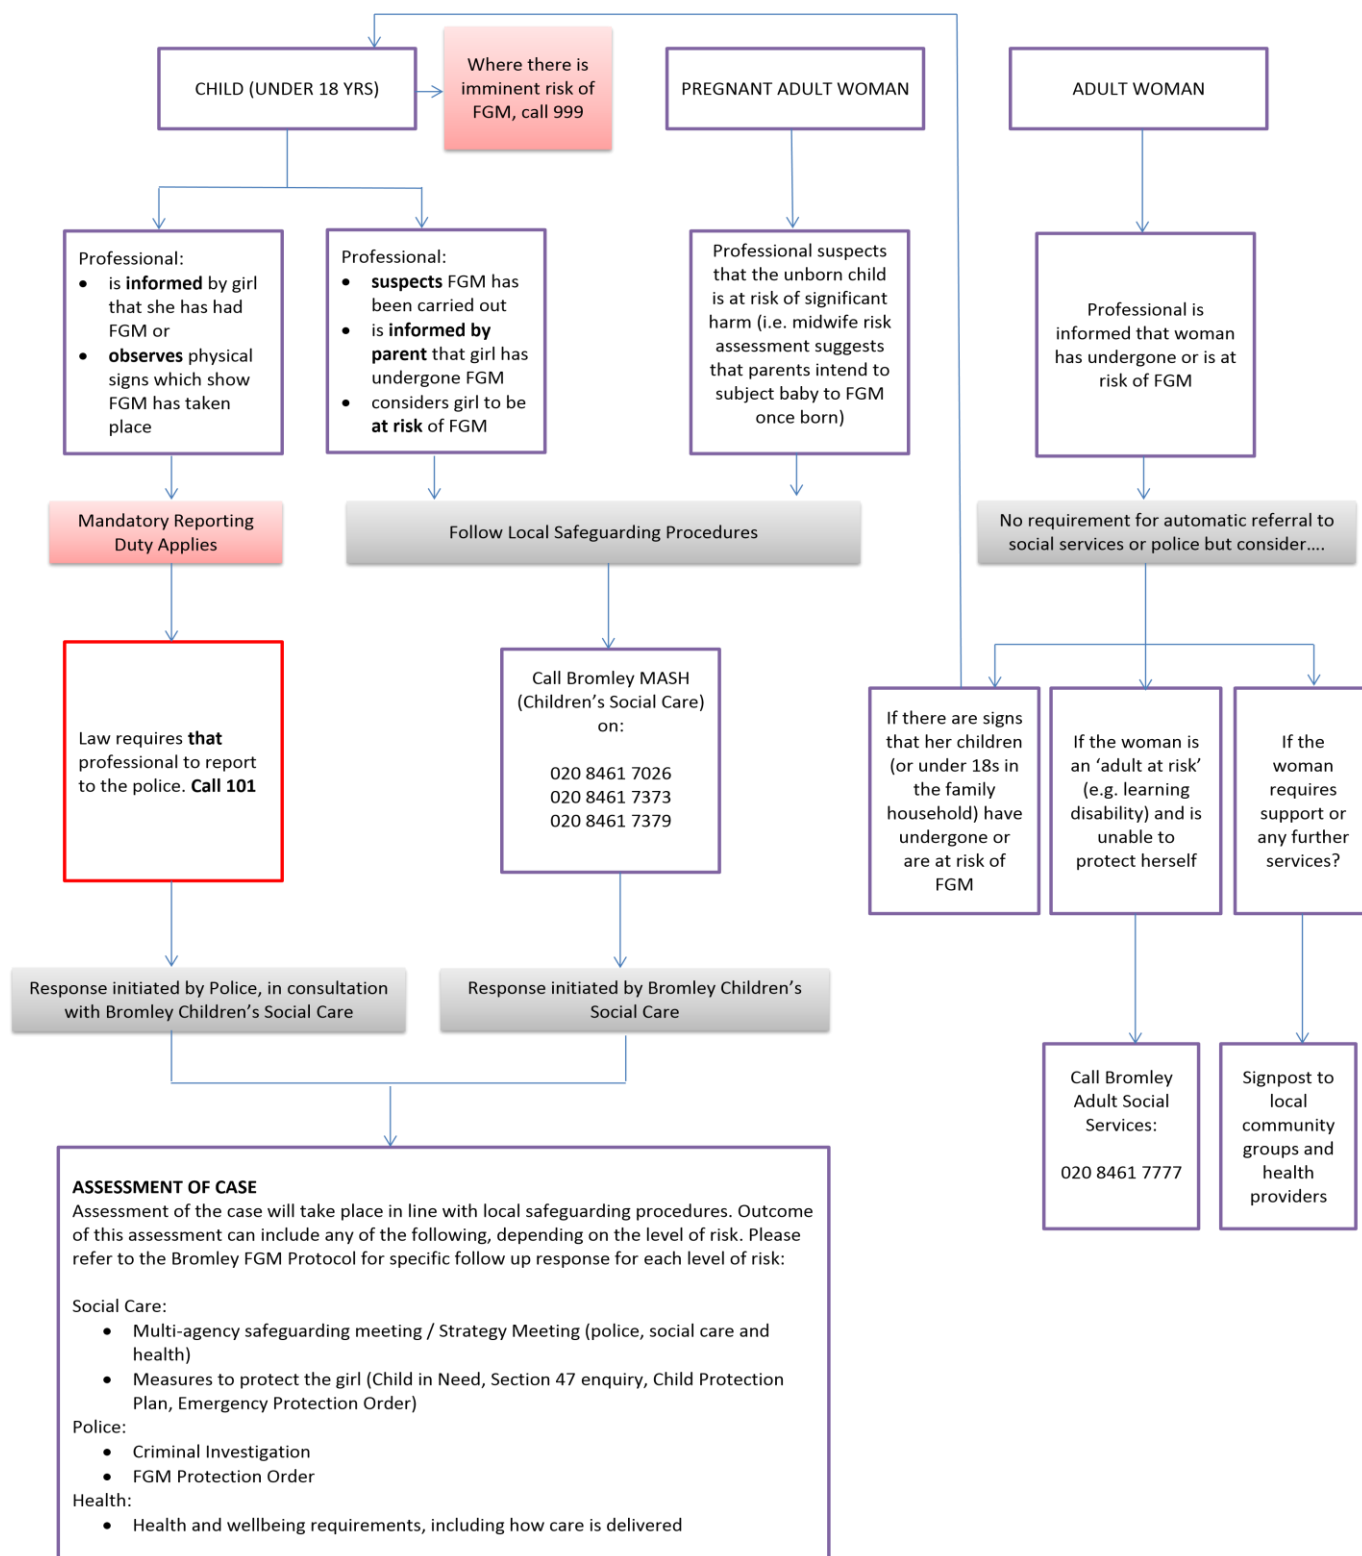 CHILD (UNDER 18 YRS)
Where there is
imminent risk of
FGM, call 999
PREGNANT ADULT WOMAN
ADULT WOMAN
Professional:
• is informed by girl
that she has had
FGM or
• observes physical
signs which show
FGM has taken
place
Professional:
• suspects FGM has
been carried out
• is informed by
parent that girl has
undergone FGM
• considers girl to be
at risk of FGM
Professional suspects
that the unborn child
is at risk of significant
harm (i.e. midwife risk
assessment suggests
that parents intend to
subject baby to FGM
once born)
Professional is
informed that woman
has undergone or is at
risk of FGM
Mandatory Reporting
Duty Applies
Follow Local Safeguarding Procedures
No requirement for automatic referral to
social services or police but consider….
Law requires that
professional to report
to the police. Call 101
Call Bromley MASH
(Children’s Social Care)
on:
020 8461 7026
020 8461 7373
020 8461 7379
If there are signs
that her children
(or under 18s in
the family
household) have
undergone or
are at risk of
FGM
If the woman is
an ‘adult at risk’
(e.g. learning
disability) and is
unable to
protect herself
If the
woman
requires
support or
any further
services?
Response initiated by Police, in consultation
with Bromley Children’s Social Care
Response initiated by Bromley Children’s
Social Care
Call Bromley
Adult Social
Services:
020 8461 7777
Signpost to
local
community
groups and
health
providers
ASSESSMENT OF CASE
Assessment of the case will take place in line with local safeguarding procedures. Outcome
of this assessment can include any of the following, depending on the level of risk. Please
refer to the Bromley FGM Protocol for specific follow up response for each level of risk:
Social Care:
• Multi-agency safeguarding meeting / Strategy Meeting (police, social care and
health)
• Measures to protect the girl (Child in Need, Section 47 enquiry, Child Protection
Plan, Emergency Protection Order)
Police:
• Criminal Investigation
• FGM Protection Order
Health:
• Health and wellbeing requirements, including how care is delivered